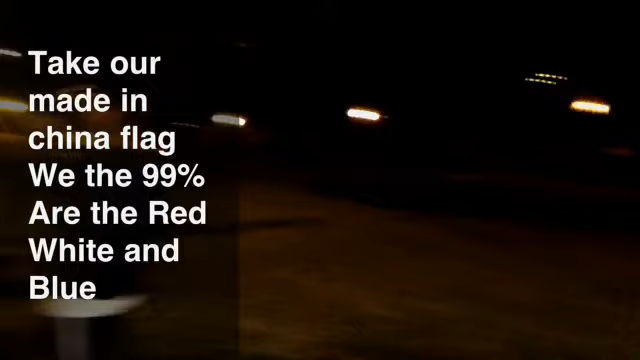 Take our
made in
china flag
We the 99%
Are the Red
White and
Blue